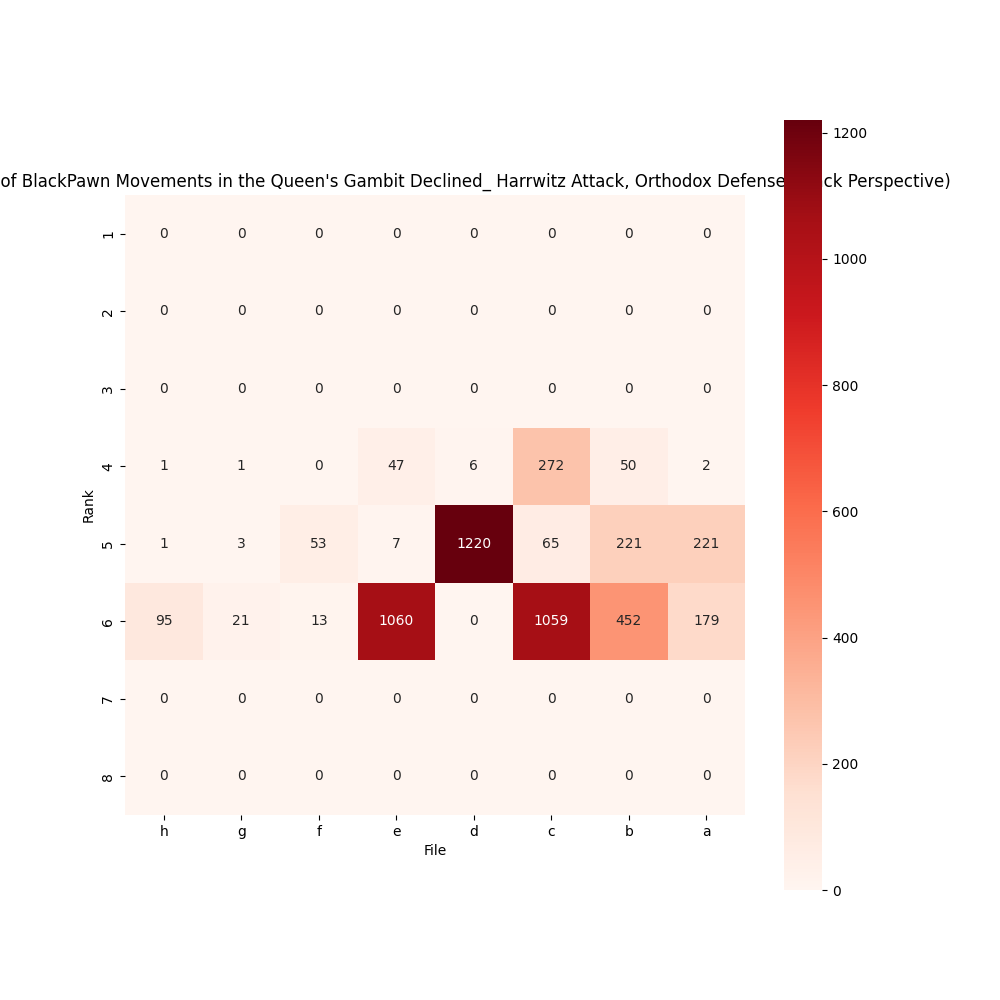 of BlackPawn Movements in the Queen's Gambit Declined_ Harrwitz Attack, Orthodox Defense ck Perspective)
1200
1000
800
600
400
200
0
Rank
1 0 0 0 0 0 0 0 0
2 0 0 0 0 0 0 0 0
3 0 0 0 0 0 0 0 0
4 1 1 0 47 6 272 50 2
5 1 3 53 7 1220 65 221 221
6 95 21 13 1060 0 1059 452 179
7 0 0 0 0 0 0 0 0
8 0 0 0 0 0 0 0 0
h g f e d c b a
File